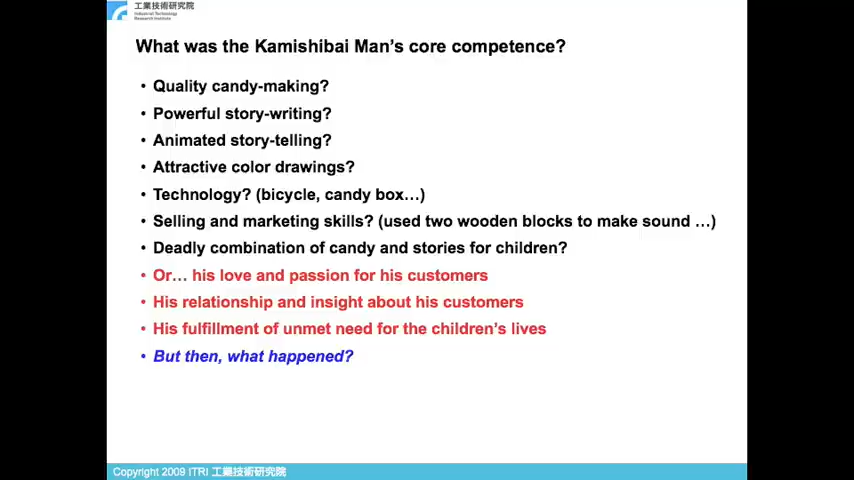 工業技術研究院
Industrial Technology
Research Institute
What was the Kamishibai Man's core competence?
• Quality candy-making?
• Powerful story-writing?
• Animated story-telling?
• Attractive color drawings?
• Technology? (bicycle, candy box…)
• Selling and marketing skills? (used two wooden blocks to make sound …)
• Deadly combination of candy and stories for children?
• Or… his love and passion for his customers
• His relationship and insight about his customers
• His fulfillment of unmet need for the children's lives
• But then, what happened?
Copyright 2009 ITRI 工業技術研究院